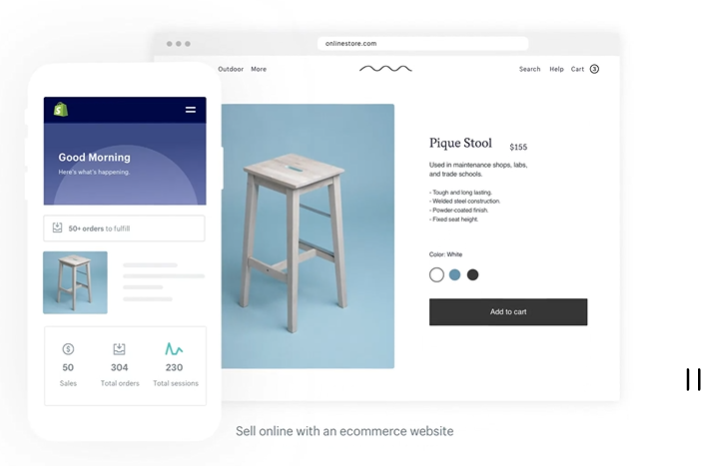 onlinestore.com
Outdoor More
Search Help Cart 3
Good Morning
Here's what's happening.
50+ orders to fulfill
50 304 230
Sales Total orders Total sessions
Pique Stool $155
Used in maintenance shops, labs,
and trade schools.
- Tough and long lasting.
- Welded steel construction.
- Powder-coated finish.
- Fixed seat height.
Color: White
Add to cart
Sell online with an ecommerce website